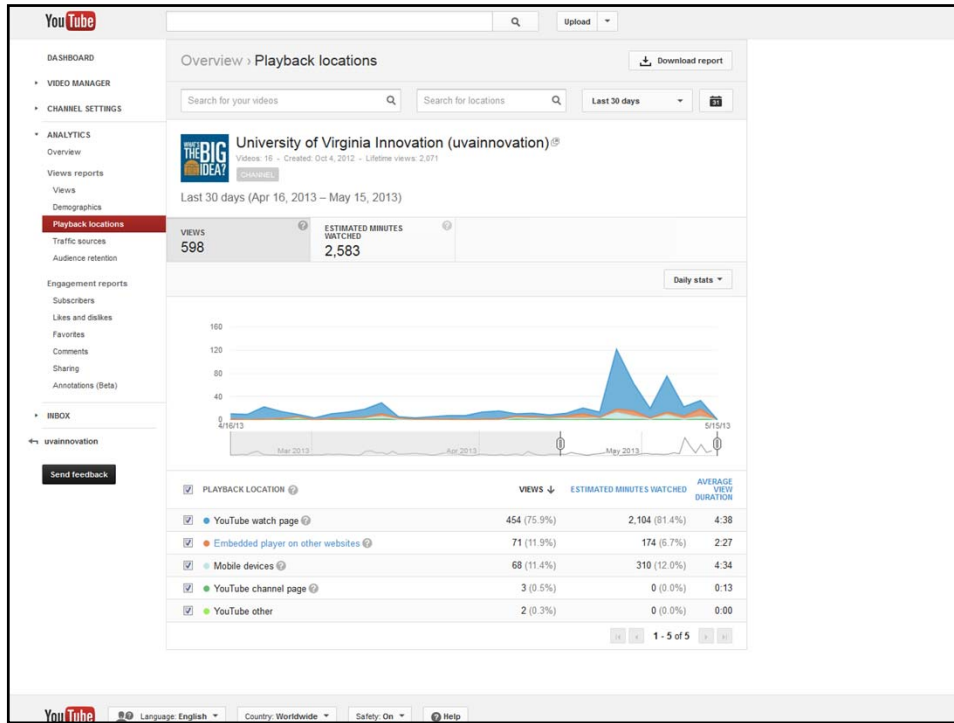 YouTube
Upload
DASHBOARD
VIDEO MANAGER
CHANNEL SETTINGS
ANALYTICS
Overview
Views reports
Views
Demographics
Playback locations
Traffic sources
Audience retention
Engagement reports
Subscribers
Likes and dislikes
Favorites
Comments
Sharing
Annotations (Beta)
INBOX
uvainnovation
Send feedback
Overview › Playback locations
Download report
Search for your videos
Search for locations
Last 30 days
31
WHAT'S
THE BIG
IDEA?
University of Virginia Innovation (uvainnovation)
Videos: 16 - Created: Oct 4, 2012 - Lifetime views: 2,071
CHANNEL
Last 30 days (Apr 16, 2013 – May 15, 2013)
VIEWS
598
ESTIMATED MINUTES
WATCHED
2,583
Daily stats
160
120
80
40
0
4/16/13 5/15/13
Mar 2013 Apr 2013 May 2013
PLAYBACK LOCATION VIEWS ↓ ESTIMATED MINUTES WATCHED AVERAGE VIEW DURATION
YouTube watch page 454 (75.9%) 2,104 (81.4%) 4:38
Embedded player on other websites 71 (11.9%) 174 (6.7%) 2:27
Mobile devices 68 (11.4%) 310 (12.0%) 4:34
YouTube channel page 3 (0.5%) 0 (0.0%) 0:13
YouTube other 2 (0.3%) 0 (0.0%) 0:00
1 - 5 of 5
YouTube Language: English Country: Worldwide Safety: On Help